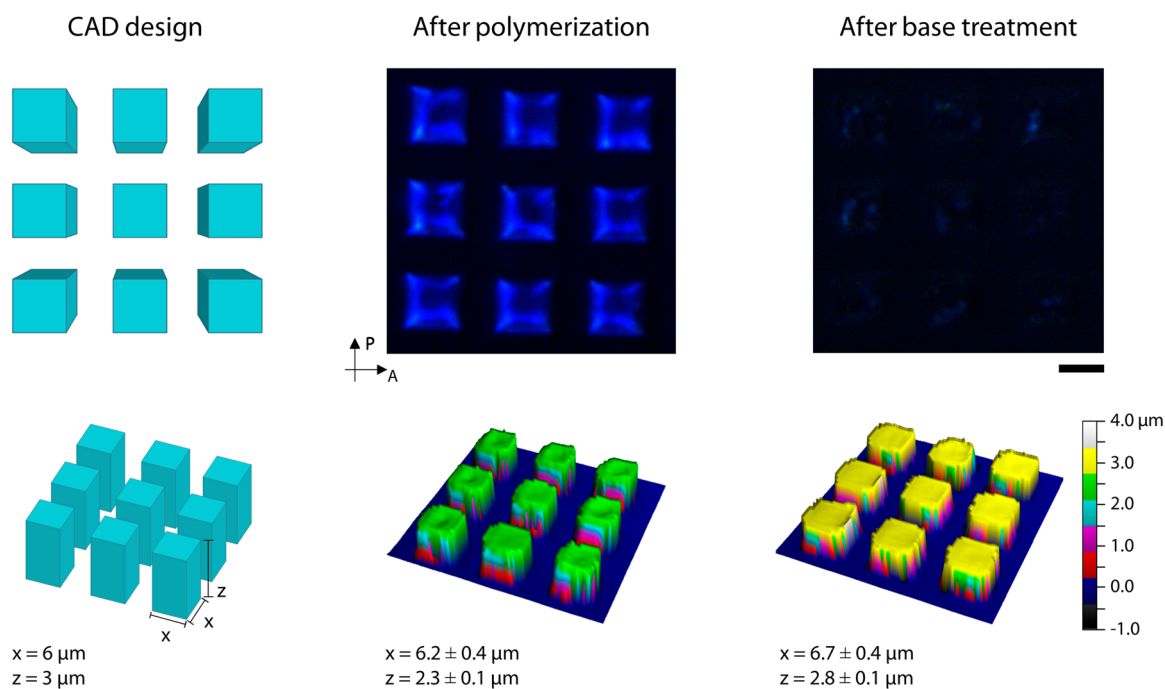 CAD design
After polymerization
After base treatment
P
A
4.0 µm
3.0
2.0
1.0
0.0
-1.0
z
x
x
x = 6 µm
z = 3 µm
x = 6.2 ± 0.4 µm
z = 2.3 ± 0.1 µm
x = 6.7 ± 0.4 µm
z = 2.8 ± 0.1 µm